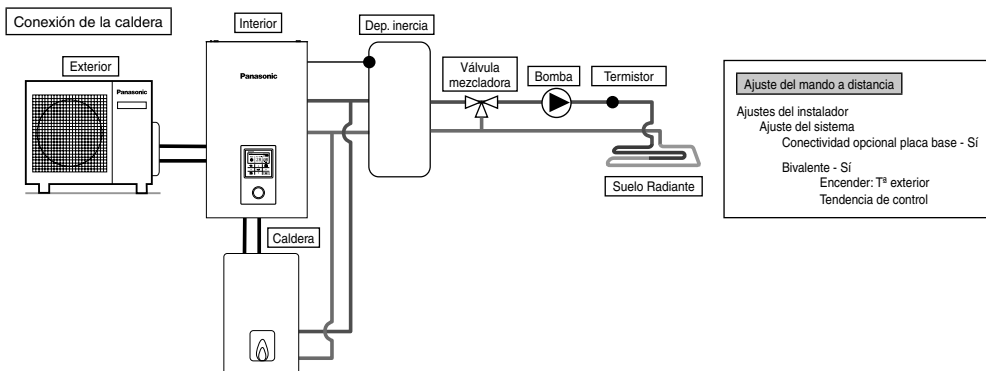 Conexión de la caldera
Exterior
Panasonic
Interior
Panasonic
Dep. inercia
Válvula
mezcladora
Bomba
Termistor
Suelo Radiante
Caldera
Ajuste del mando a distancia
Ajustes del instalador
Ajuste del sistema
Conectividad opcional placa base - Sí
Bivalente - Sí
Encender: Tª exterior
Tendencia de control